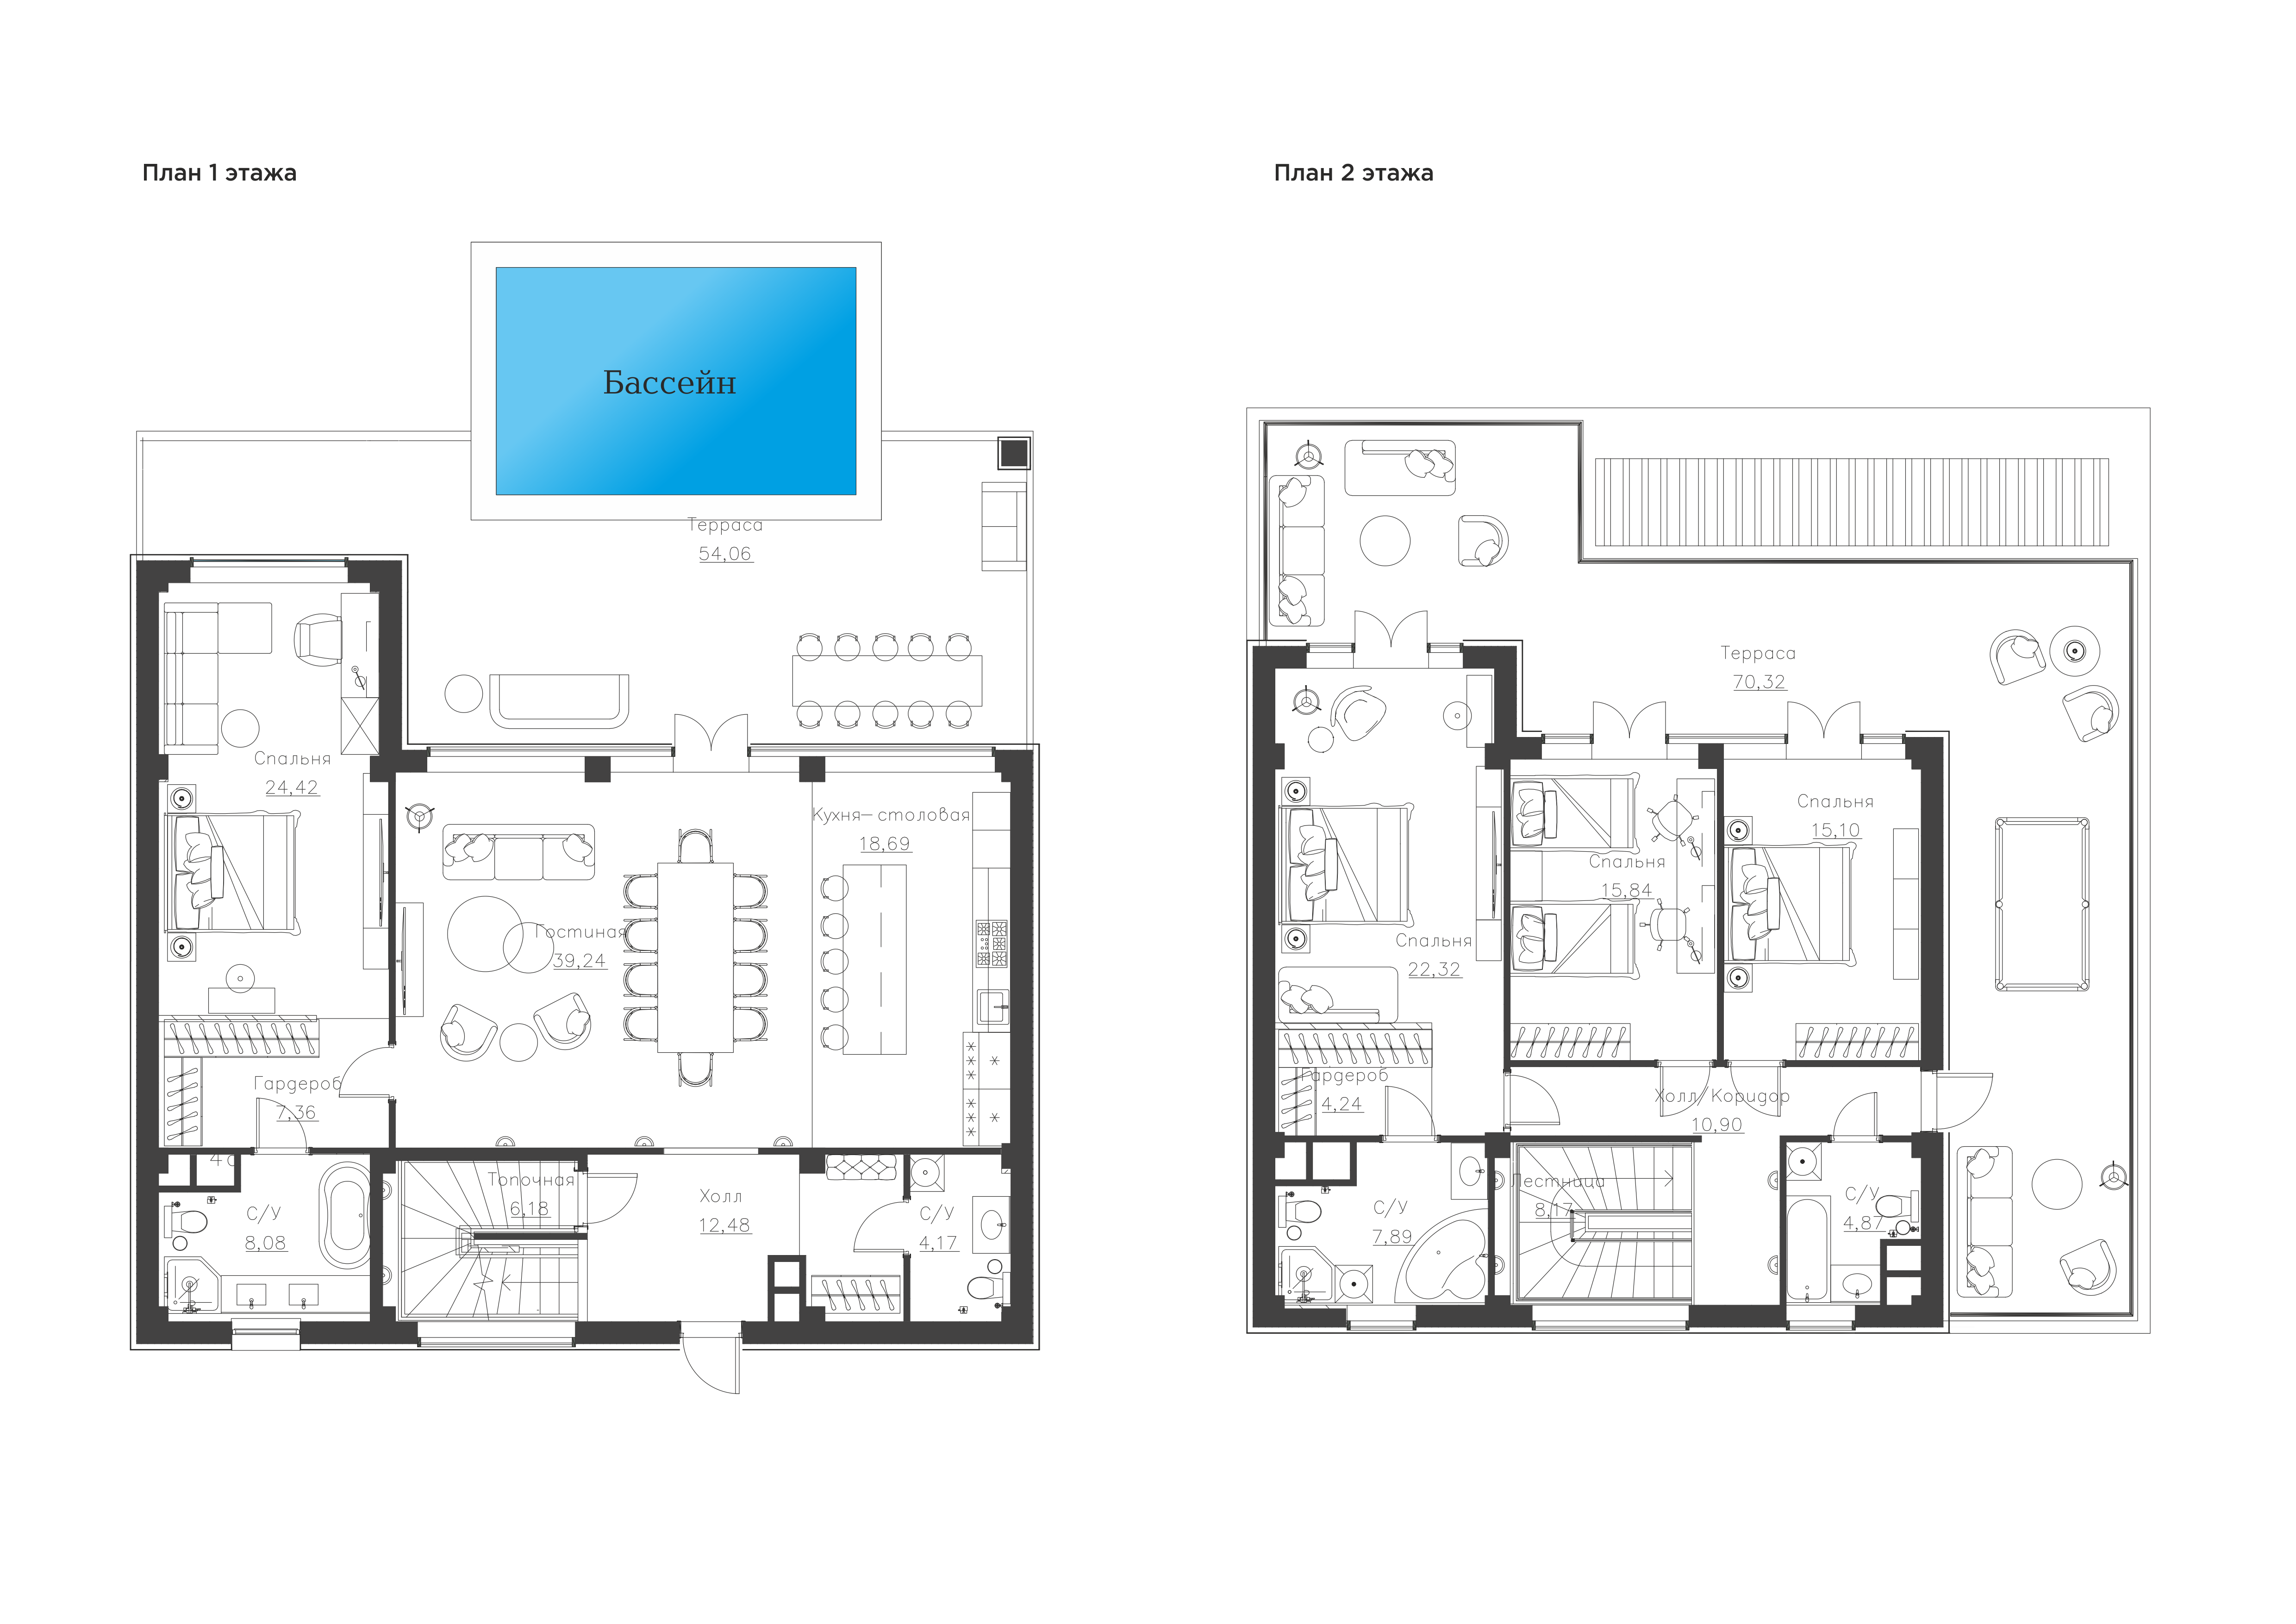 План 1 этажа
Бассейн
Терраса
54,06
Спальня
24,42
Кухня–столовая
18,69
Гостиная
39,24
Гардероб
7,36
Топочная
6,18
Холл
12,48
С/У
8,08
С/У
4,17
План 2 этажа
Терраса
70,32
Спальня
15,10
Спальня
15,84
Спальня
22,32
Гардероб
4,24
Холл/Коридор
10,90
Лестница
8,17
С/У
7,89
С/У
4,87